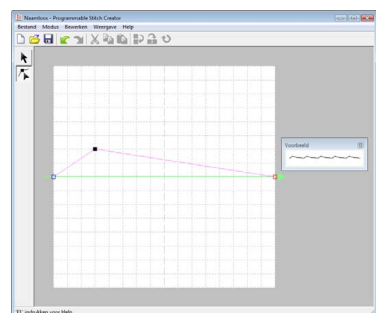 Naamloos - Programmable Stitch Creator
Bestand Modus Bewerken Weergave Help
Voorbeeld
'F1' indrukken voor Help.